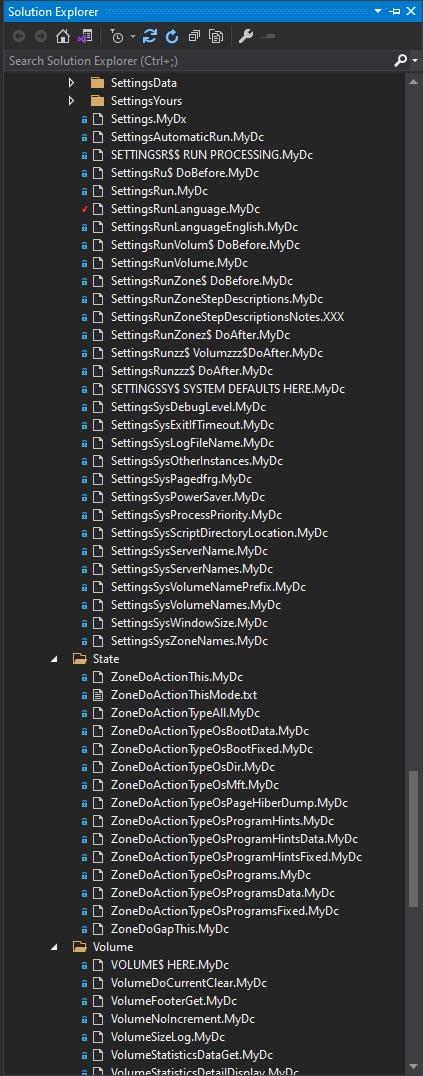 Solution Explorer
Search Solution Explorer (Ctrl+;)
SettingsData
SettingsYours
Settings.MyDx
SettingsAutomaticRun.MyDc
SETTINGSR$$ RUN PROCESSING.MyDc
SettingsRu$ DoBefore.MyDc
SettingsRun.MyDc
SettingsRunLanguage.MyDc
SettingsRunLanguageEnglish.MyDc
SettingsRunVolum$ DoBefore.MyDc
SettingsRunVolume.MyDc
SettingsRunZone$ DoBefore.MyDc
SettingsRunZoneStepDescriptions.MyDc
SettingsRunZoneStepDescriptionsNotes.XXX
SettingsRunZonez$ DoAfter.MyDc
SettingsRunzz$ Volumzzz$DoAfter.MyDc
SettingsRunzzz$ DoAfter.MyDc
SETTINGSSY$ SYSTEM DEFAULTS HERE.MyDc
SettingsSysDebugLevel.MyDc
SettingsSysExitIfTimeout.MyDc
SettingsSysLogFileName.MyDc
SettingsSysOtherInstances.MyDc
SettingsSysPagedfrg.MyDc
SettingsSysPowerSaver.MyDc
SettingsSysProcessPriority.MyDc
SettingsSysScriptDirectoryLocation.MyDc
SettingsSysServerName.MyDc
SettingsSysServerNames.MyDc
SettingsSysVolumeNamePrefix.MyDc
SettingsSysVolumeNames.MyDc
SettingsSysWindowSize.MyDc
SettingsSysZoneNames.MyDc
State
ZoneDoActionThis.MyDc
ZoneDoActionThisMode.txt
ZoneDoActionTypeAll.MyDc
ZoneDoActionTypeOsBootData.MyDc
ZoneDoActionTypeOsBootFixed.MyDc
ZoneDoActionTypeOsDir.MyDc
ZoneDoActionTypeOsMft.MyDc
ZoneDoActionTypeOsPageHiberDump.MyDc
ZoneDoActionTypeOsProgramHints.MyDc
ZoneDoActionTypeOsProgramHintsData.MyDc
ZoneDoActionTypeOsProgramHintsFixed.MyDc
ZoneDoActionTypeOsPrograms.MyDc
ZoneDoActionTypeOsProgramsData.MyDc
ZoneDoActionTypeOsProgramsFixed.MyDc
ZoneDoGapThis.MyDc
Volume
VOLUME$ HERE.MyDc
VolumeDoCurrentClear.MyDc
VolumeFooterGet.MyDc
VolumeNoIncrement.MyDc
VolumeSizeLog.MyDc
VolumeStatisticsDataGet.MyDc
VolumeStatisticsDetailDisplay.MyDc